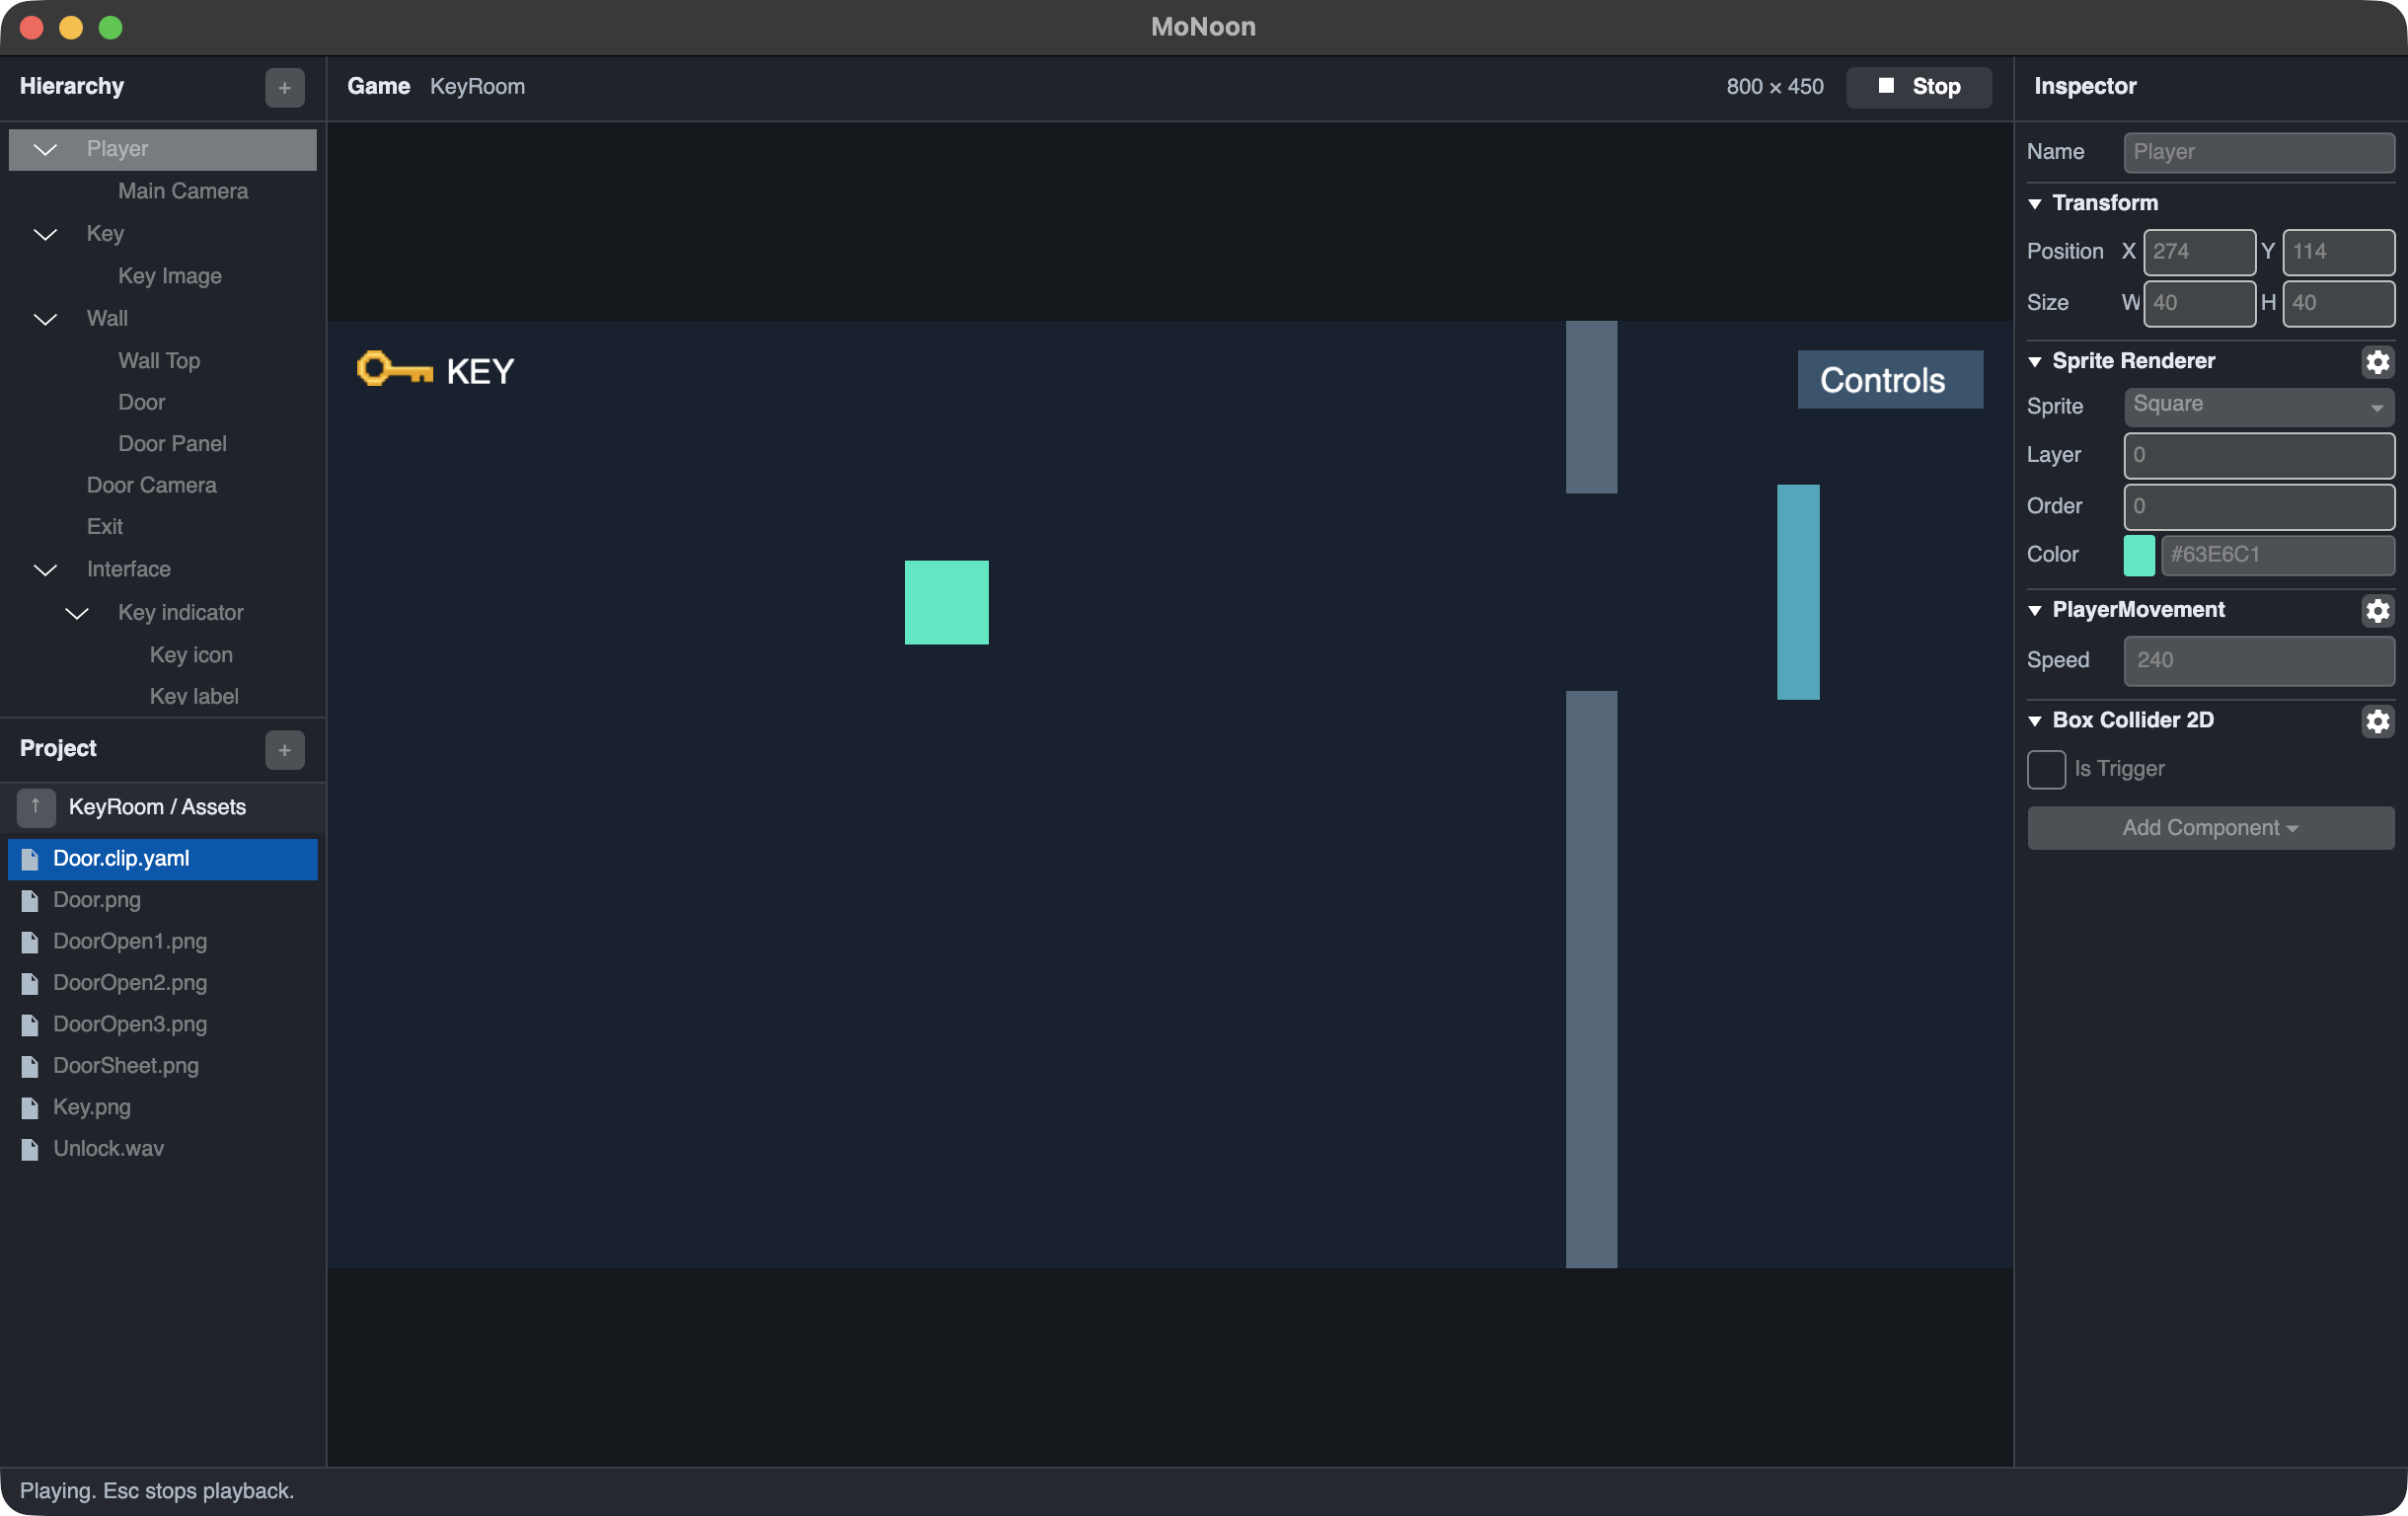 MoNoon
Hierarchy +
Player
Main Camera
Key
Key Image
Wall
Wall Top
Door
Door Panel
Door Camera
Exit
Interface
Key indicator
Key icon
Key label
Project +
↑ KeyRoom / Assets
Door.clip.yaml
Door.png
DoorOpen1.png
DoorOpen2.png
DoorOpen3.png
DoorSheet.png
Key.png
Unlock.wav
Game KeyRoom 800 × 450 Stop
KEY
Controls
Inspector
Name Player
Transform
Position X 274 Y 114
Size W 40 H 40
Sprite Renderer
Sprite Square
Layer 0
Order 0
Color #63E6C1
PlayerMovement
Speed 240
Box Collider 2D
Is Trigger
Add Component
Playing. Esc stops playback.